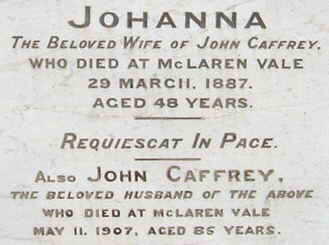 JOHANNA
THE BELOVED WIFE OF JOHN CAFFREY.
WHO DIED AT MCLAREN VALE
29 MARCH, 1887.
AGED 48 YEARS.
REQUIESCAT IN PACE.
ALSO JOHN CAFFREY,
THE BELOVED HUSBAND OF THE ABOVE
WHO DIED AT MCLAREN VALE
MAY 11, 1907, AGED 85 YEARS.